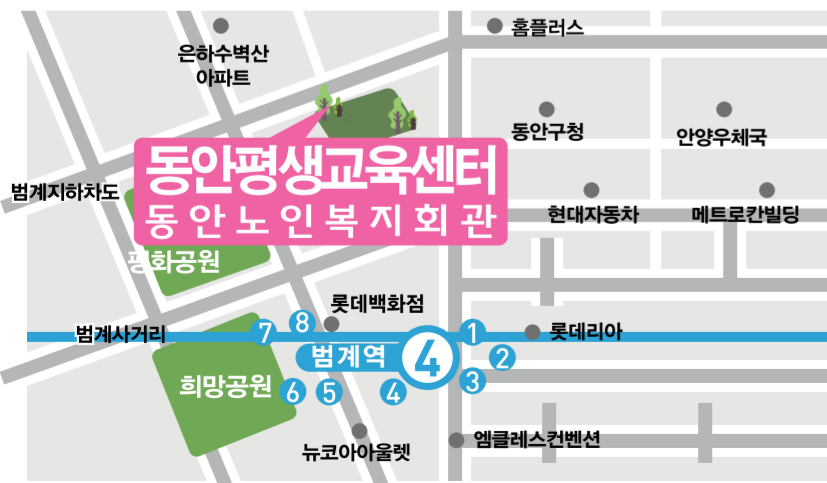 홈플러스
은하수벽산
아파트
동안구청
안양우체국
동안평생교육센터
동안노인복지회관
범계지하차도
현대자동차
메트로칸빌딩
평화공원
롯데백화점
범계사거리
7
8
1
롯데리아
범계역
4
2
희망공원
6
5
4
3
뉴코아아울렛
엠클레스컨벤션